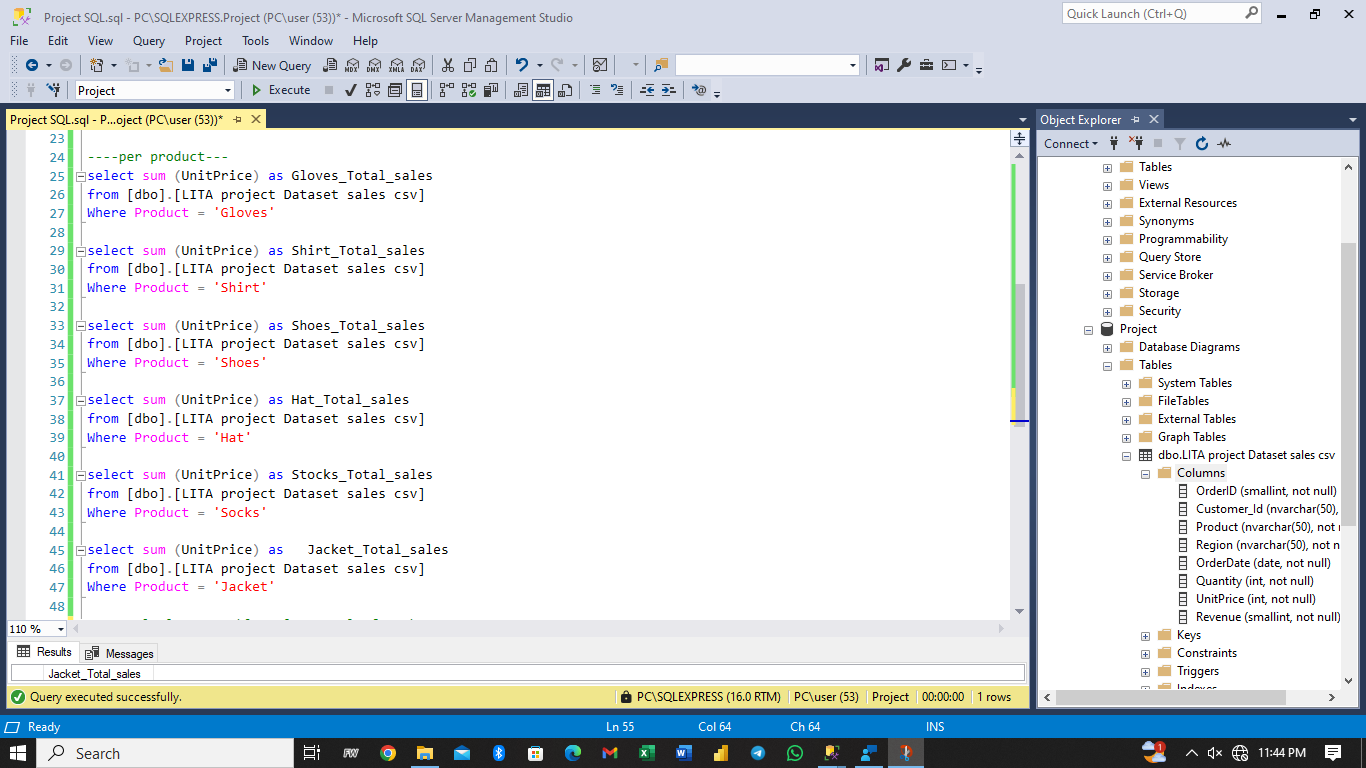 Project SQL.sql - PC\SQLEXPRESS.Project (PC\user (53))* - Microsoft SQL Server Management Studio
Quick Launch (Ctrl+Q)
File Edit View Query Project Tools Window Help
New Query
MDX DMX XMLA DAX
Project
Execute
Project SQL.sql - P...oject (PC\user (53))*
23
24 ----per product---
25 select sum (UnitPrice) as Gloves_Total_sales
26 from [dbo].[LITA project Dataset sales csv]
27 Where Product = 'Gloves'
28
29 select sum (UnitPrice) as Shirt_Total_sales
30 from [dbo].[LITA project Dataset sales csv]
31 Where Product = 'Shirt'
32
33 select sum (UnitPrice) as Shoes_Total_sales
34 from [dbo].[LITA project Dataset sales csv]
35 Where Product = 'Shoes'
36
37 select sum (UnitPrice) as Hat_Total_sales
38 from [dbo].[LITA project Dataset sales csv]
39 Where Product = 'Hat'
40
41 select sum (UnitPrice) as Stocks_Total_sales
42 from [dbo].[LITA project Dataset sales csv]
43 Where Product = 'Socks'
44
45 select sum (UnitPrice) as   Jacket_Total_sales
46 from [dbo].[LITA project Dataset sales csv]
47 Where Product = 'Jacket'
48
110 %
Results Messages
Jacket_Total_sales
Query executed successfully.
PC\SQLEXPRESS (16.0 RTM) PC\user (53) Project 00:00:00 1 rows
Object Explorer
Connect
Tables
Views
External Resources
Synonyms
Programmability
Query Store
Service Broker
Storage
Security
Project
Database Diagrams
Tables
System Tables
FileTables
External Tables
Graph Tables
dbo.LITA project Dataset sales csv
Columns
OrderID (smallint, not null)
Customer_Id (nvarchar(50),
Product (nvarchar(50), not
Region (nvarchar(50), not n
OrderDate (date, not null)
Quantity (int, not null)
UnitPrice (int, not null)
Revenue (smallint, not null)
Keys
Constraints
Triggers
Indexes
Ready Ln 55 Col 64 Ch 64 INS
Search
FW
1
11:44 PM